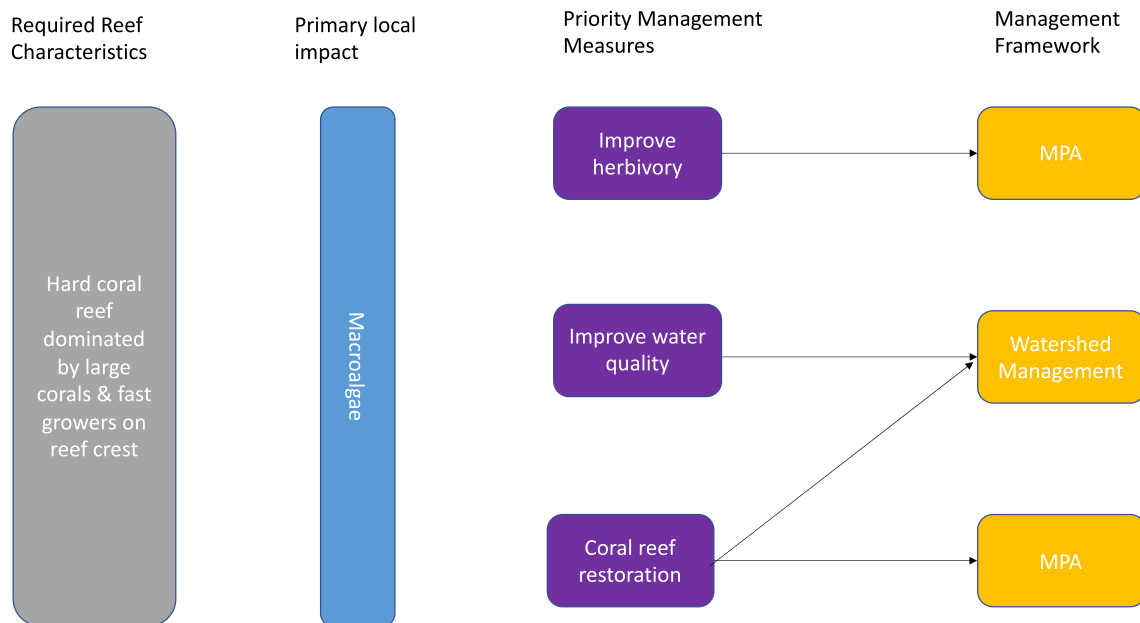 Required Reef
Characteristics
Primary local
impact
Priority Management
Measures
Management
Framework
Hard coral
reef
dominated
by large
corals & fast
growers on
reef crest
Macroalgae
Improve
herbivory
MPA
Improve water
quality
Watershed
Management
Coral reef
restoration
MPA